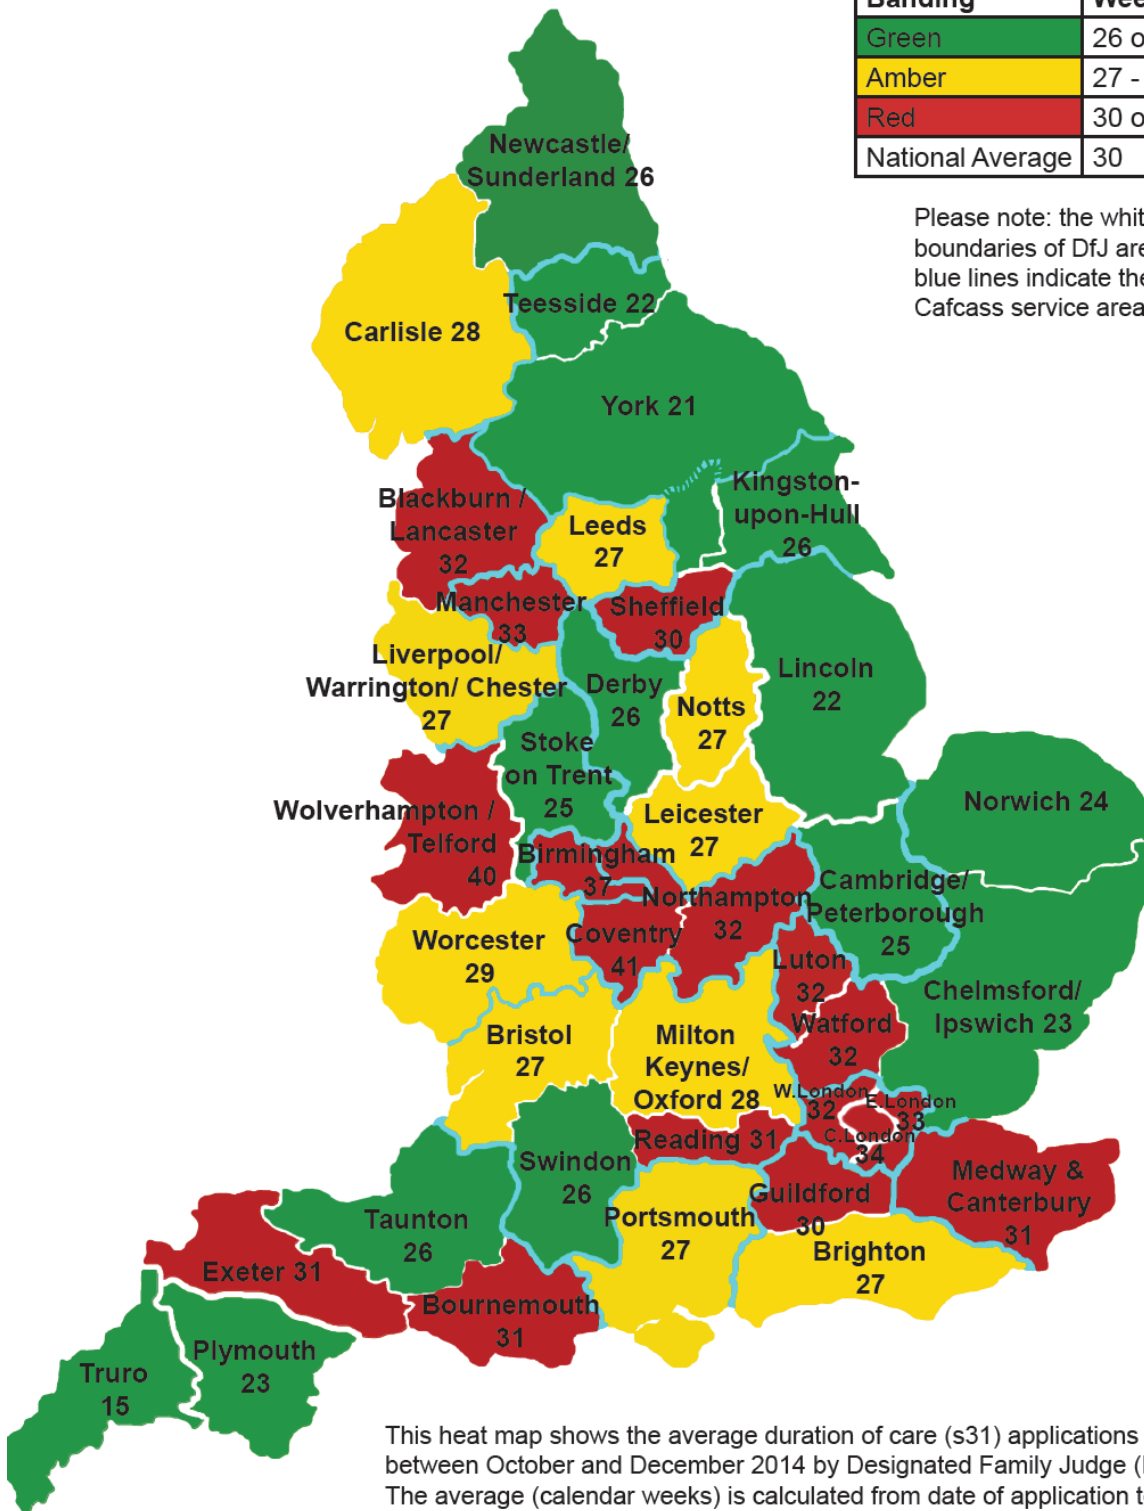 Banding
Green
26
Amber
27 -
Red
30
National Average
30
Please note: the
boundaries of DfJ
blue lines indicate
Cafcass service
Newcastle/
Sunderland 26
Teesside 22
Carlisle 28
York 21
Kingston-
upon-Hull
26
Blackburn /
Lancaster
32
Leeds
27
Manchester
33
Sheffield
30
Liverpool/
Warrington/ Chester
27
Derby
26
Notts
27
Lincoln
22
Stoke
on Trent
25
Wolverhampton /
Telford
40
Leicester
27
Norwich 24
Birmingham
37
Northampton
32
Cambridge/
Peterborough
25
Worcester
29
Coventry
41
Luton
32
Chelmsford/
Ipswich 23
Bristol
27
Milton
Keynes/
Oxford 28
Watford
32
W.London
32
E.London
33
C.London
34
Reading 31
Swindon
26
Medway &
Canterbury
31
Guildford
30
Portsmouth
27
Taunton
26
Brighton
27
Exeter 31
Bournemouth
31
Plymouth
23
Truro
15
This heat map shows the average duration of care (s31) applications
between October and December 2014 by Designated Family Judge
The average (calendar weeks) is calculated from date of application